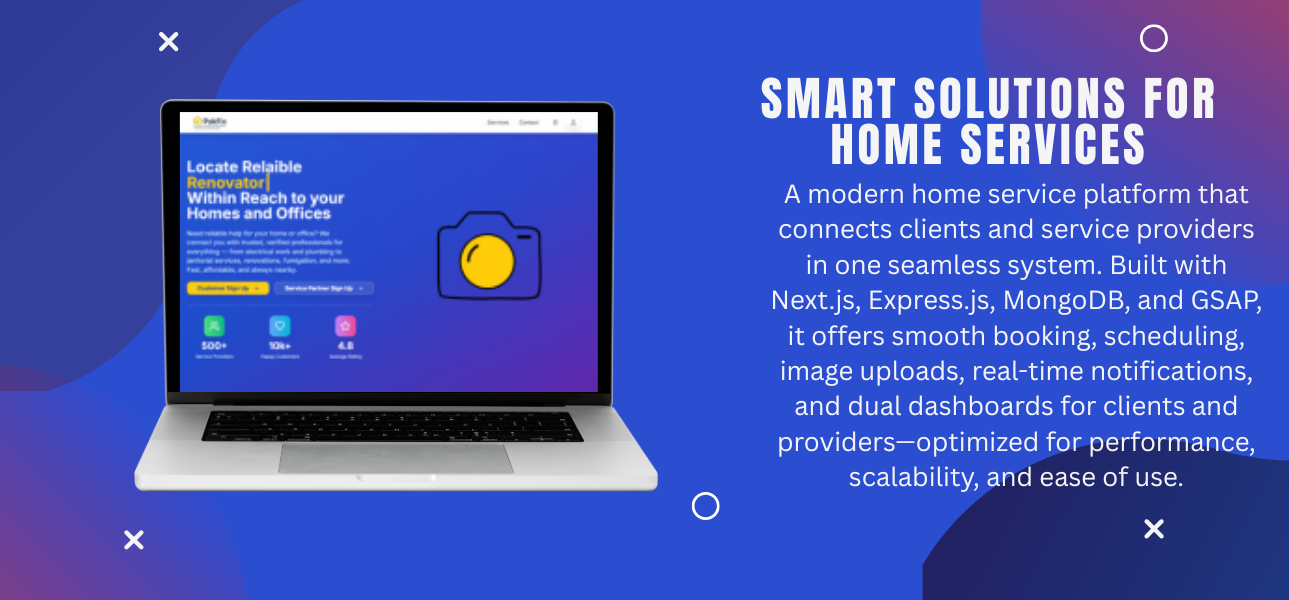 PakFix
Services Contact
Locate Relaible
Renovator
Within Reach to your
Homes and Offices
Need reliable help for your home or office? We
connect you with trusted, verified professionals for
everything — from electrical work and plumbing to
janitorial services, renovations, fumigation, and more.
Fast, affordable, and always nearby.
Customer Sign Up Service Partner Sign Up
500+ 10k+ 4.8
Service Providers Happy Customers Average Rating
SMART SOLUTIONS FOR
HOME SERVICES
A modern home service platform that
connects clients and service providers
in one seamless system. Built with
Next.js, Express.js, MongoDB, and GSAP,
it offers smooth booking, scheduling,
image uploads, real-time notifications,
and dual dashboards for clients and
providers—optimized for performance,
scalability, and ease of use.